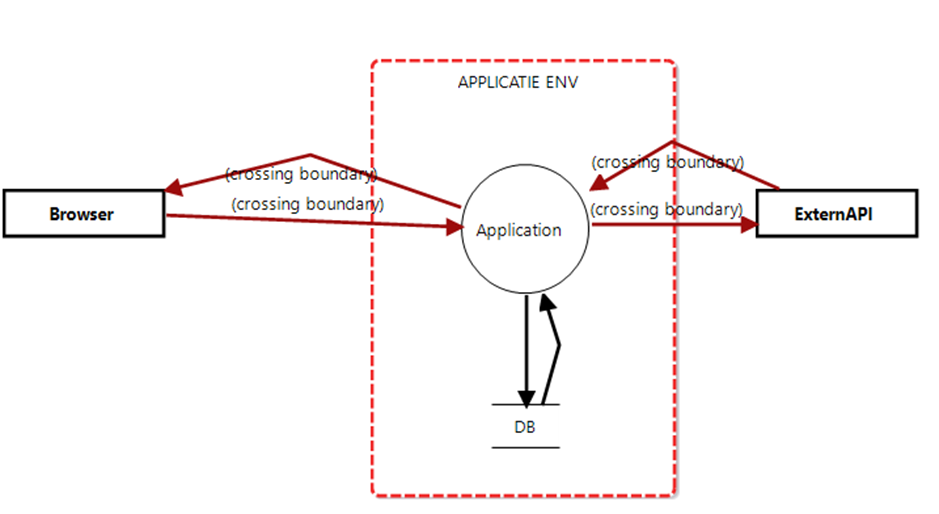 APPLICATIE ENV
(crossing boundary)
(crossing boundary)
Browser
Application
(crossing boundary)
(crossing boundary)
ExternAPI
DB